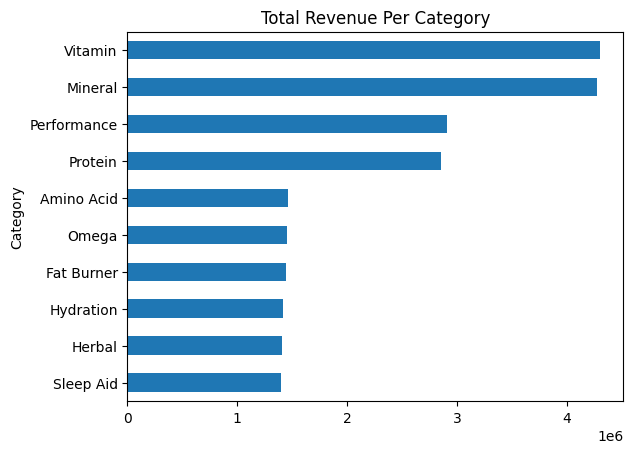 Total Revenue Per Category
Vitamin
Mineral
Performance
Protein
Amino Acid
Omega
Fat Burner
Hydration
Herbal
Sleep Aid
Category
0 1 2 3 4
1e6